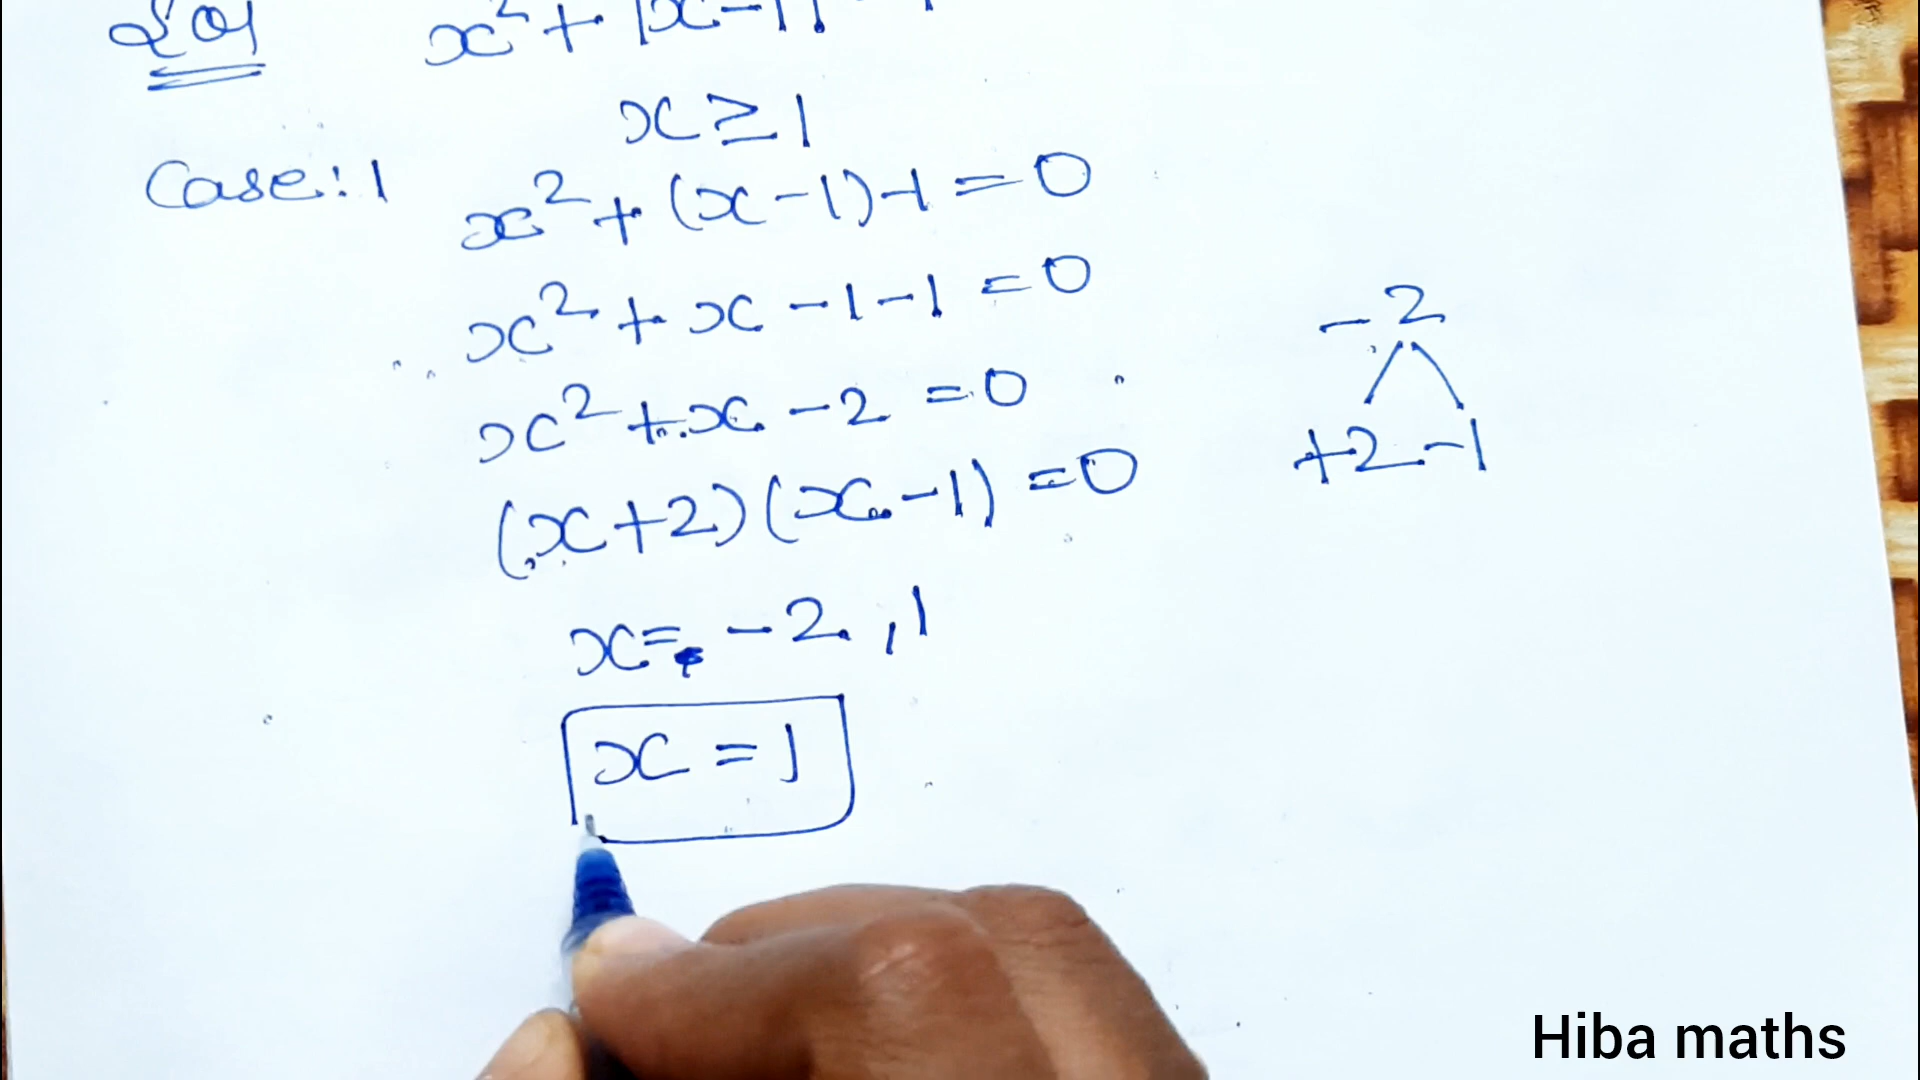 Sol x² + |x-1|
x ≥ 1
Case:1
x² + (x-1)-1 = 0
x² + x -1-1 = 0
x² + x -2 = 0
(x+2)(x-1) = 0
x = -2, 1
x = 1
-2
+2 -1
Hiba maths